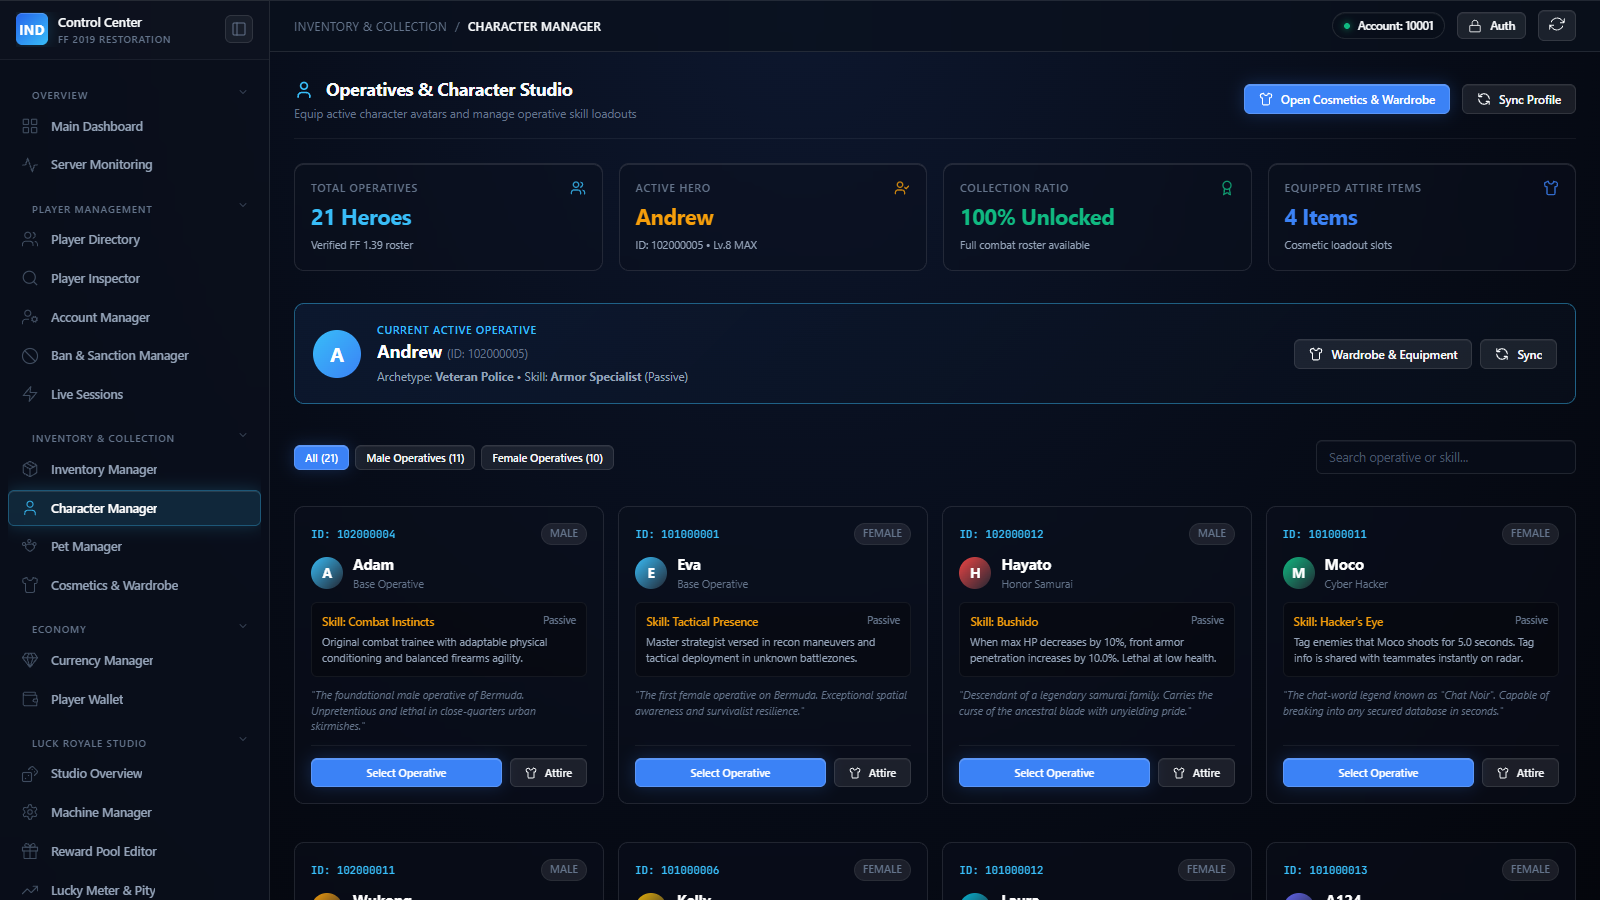 IND
Control Center
FF 2019 RESTORATION
INVENTORY & COLLECTION / CHARACTER MANAGER
Account: 10001
Auth
OVERVIEW
Main Dashboard
Server Monitoring
PLAYER MANAGEMENT
Player Directory
Player Inspector
Account Manager
Ban & Sanction Manager
Live Sessions
INVENTORY & COLLECTION
Inventory Manager
Character Manager
Pet Manager
Cosmetics & Wardrobe
ECONOMY
Currency Manager
Player Wallet
LUCK ROYALE STUDIO
Studio Overview
Machine Manager
Reward Pool Editor
Lucky Meter & Pity
Operatives & Character Studio
Equip active character avatars and manage operative skill loadouts
Open Cosmetics & Wardrobe
Sync Profile
TOTAL OPERATIVES
21 Heroes
Verified FF 1.39 roster
ACTIVE HERO
Andrew
ID: 102000005 • Lv.8 MAX
COLLECTION RATIO
100% Unlocked
Full combat roster available
EQUIPPED ATTIRE ITEMS
4 Items
Cosmetic loadout slots
A
CURRENT ACTIVE OPERATIVE
Andrew (ID: 102000005)
Archetype: Veteran Police • Skill: Armor Specialist (Passive)
Wardrobe & Equipment
Sync
All (21)
Male Operatives (11)
Female Operatives (10)
Search operative or skill...
ID: 102000004
MALE
A
Adam
Base Operative
Skill: Combat Instincts
Passive
Original combat trainee with adaptable physical
conditioning and balanced firearms agility.
"The foundational male operative of Bermuda.
Unpretentious and lethal in close-quarters urban
skirmishes."
Select Operative
Attire
ID: 101000001
FEMALE
E
Eva
Base Operative
Skill: Tactical Presence
Passive
Master strategist versed in recon maneuvers and
tactical deployment in unknown battlezones.
"The first female operative on Bermuda. Exceptional spatial
awareness and survivalist resilience."
Select Operative
Attire
ID: 102000012
MALE
H
Hayato
Honor Samurai
Skill: Bushido
Passive
When max HP decreases by 10%, front armor
penetration increases by 10.0%. Lethal at low health.
"Descendant of a legendary samurai family. Carries the
curse of the ancestral blade with unyielding pride."
Select Operative
Attire
ID: 101000011
FEMALE
M
Moco
Cyber Hacker
Skill: Hacker's Eye
Passive
Tag enemies that Moco shoots for 5.0 seconds. Tag
info is shared with teammates instantly on radar.
"The chat-world legend known as "Chat Noir". Capable of
breaking into any secured database in seconds."
Select Operative
Attire
ID: 102000011
MALE
Wukong
ID: 101000006
FEMALE
Kelly
ID: 101000012
FEMALE
Laura
ID: 101000013
FEMALE
A124